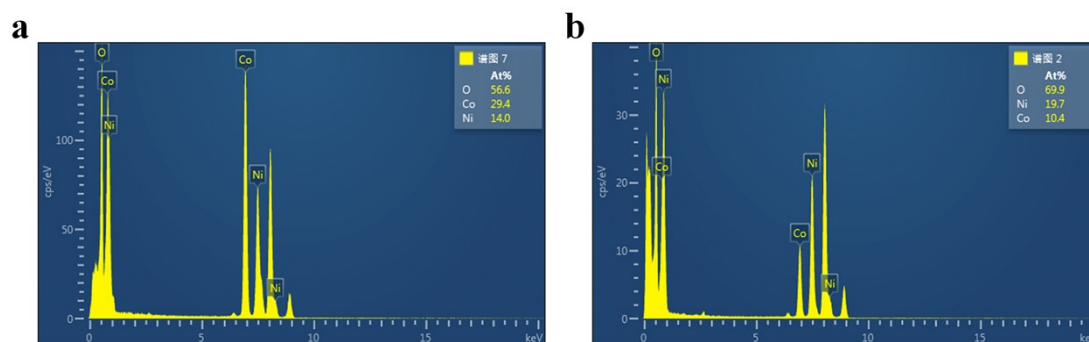 a
谱图 7
At%
O 56.6
Co 29.4
Ni 14.0
O
Co
Ni
Co
Ni
Ni
cps/eV
100
50
0
0 5 10 15 keV
b
谱图 2
At%
O 69.9
Ni 19.7
Co 10.4
O
Ni
Co
Ni
Co
Ni
cps/eV
30
20
10
0
0 5 10 15 keV